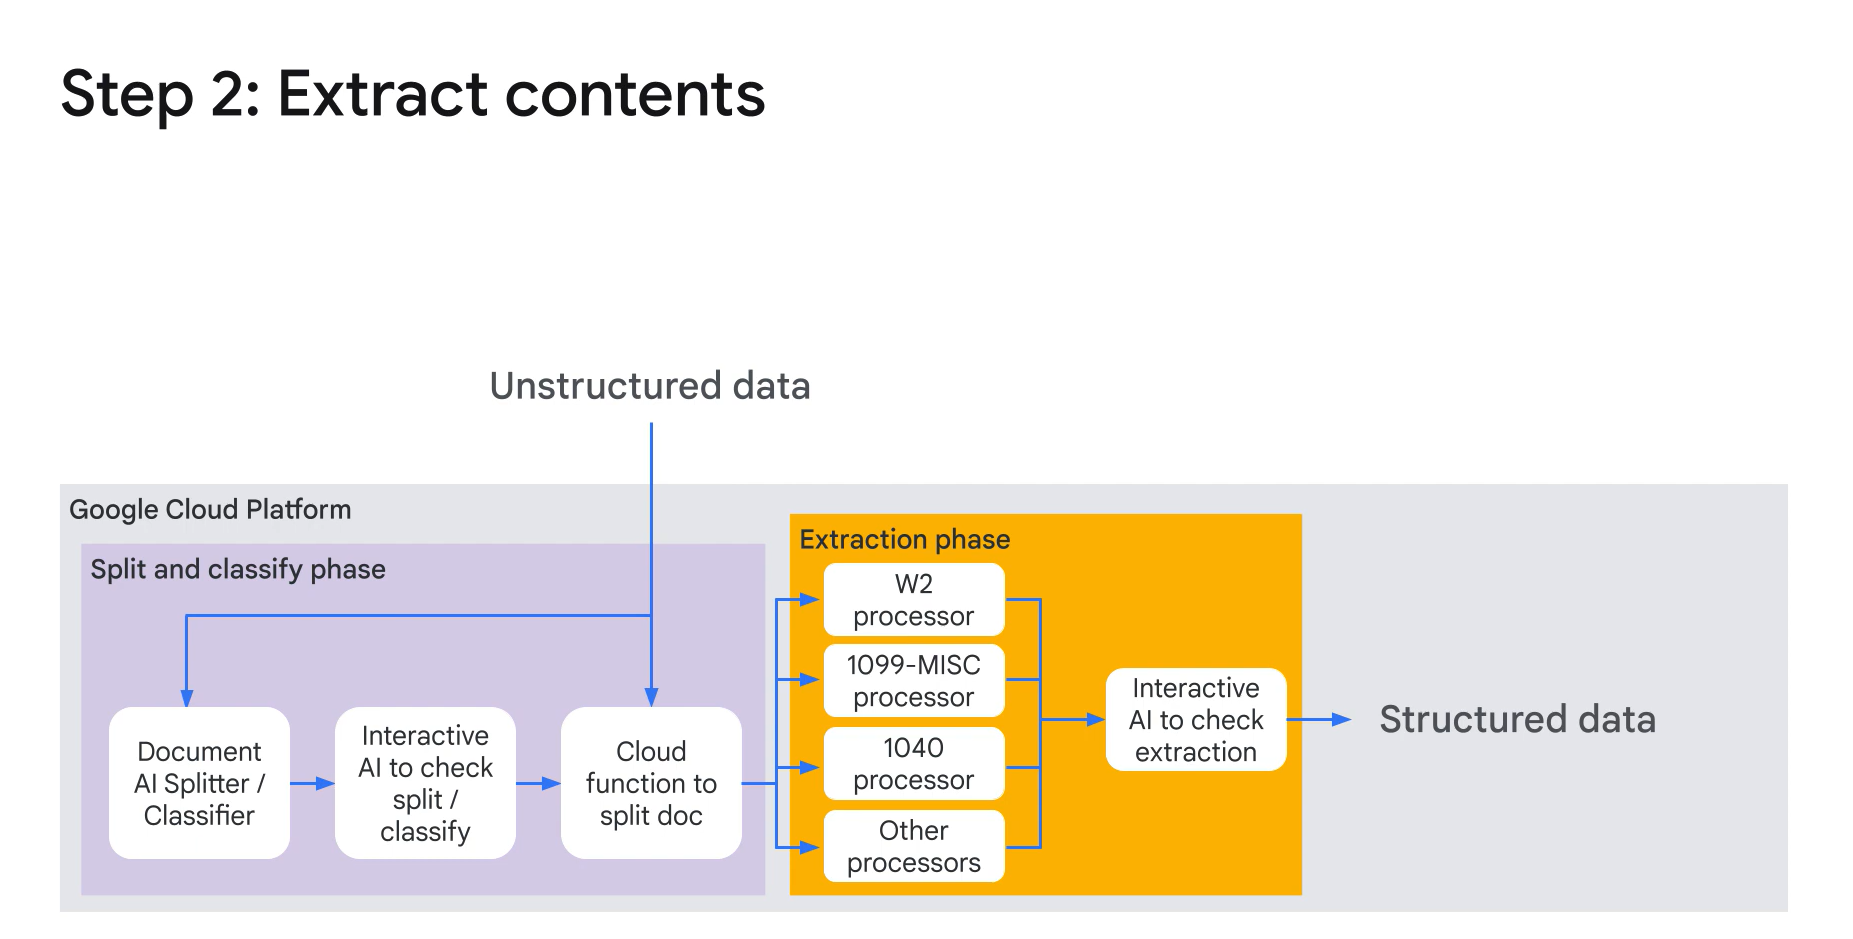 Step 2: Extract contents
Unstructured data
Google Cloud Platform
Split and classify phase
Document
AI Splitter /
Classifier
Interactive
AI to check
split /
classify
Cloud
function to
split doc
Extraction phase
W2
processor
1099-MISC
processor
1040
processor
Other
processors
Interactive
AI to check
extraction
Structured data